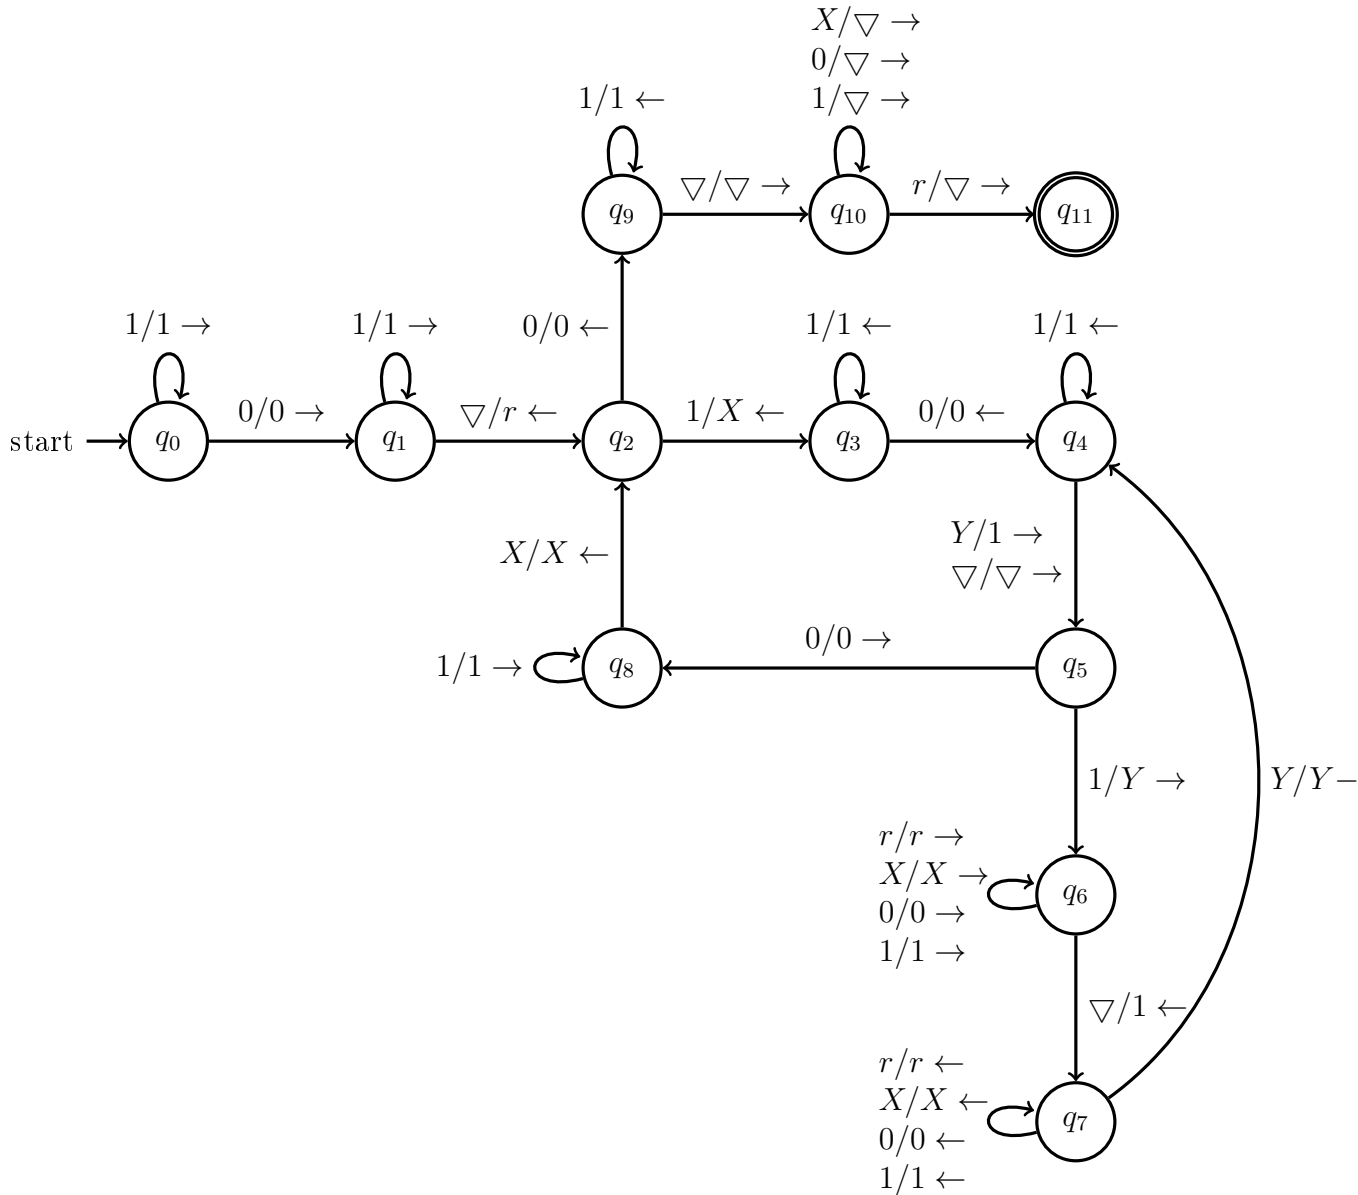 X/▽ →
0/▽ →
1/▽ →
1/1 ←
q₉
▽/▽ →
q₁₀
r/▽ →
q₁₁
0/0 ←
1/1 →
1/1 →
1/1 ←
1/1 ←
start
q₀
0/0 →
q₁
▽/r ←
q₂
1/X ←
q₃
0/0 ←
q₄
X/X ←
Y/1 →
▽/▽ →
1/1 →
q₈
0/0 →
q₅
1/Y →
Y/Y −
r/r →
X/X →
0/0 →
1/1 →
q₆
▽/1 ←
r/r ←
X/X ←
0/0 ←
1/1 ←
q₇